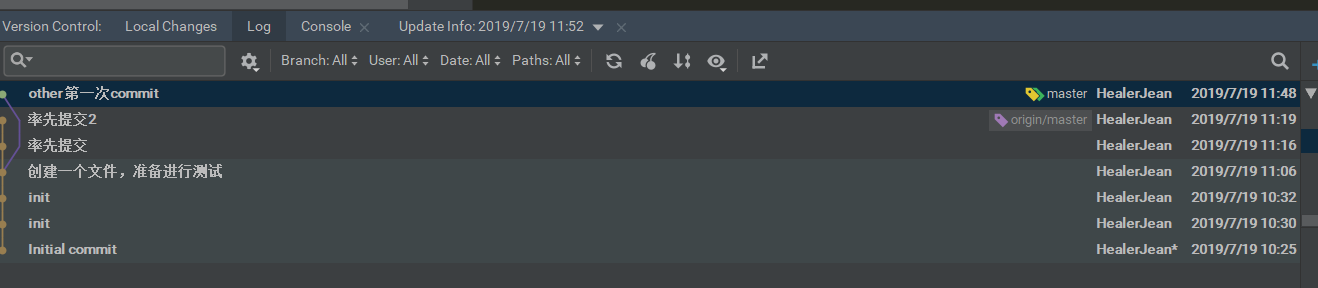 Version Control: Local Changes Log Console Update Info: 2019/7/19 11:52
Branch: All User: All Date: All Paths: All
other第一次commit master HealerJean 2019/7/19 11:48
率先提交2 origin/master HealerJean 2019/7/19 11:19
率先提交 HealerJean 2019/7/19 11:16
创建一个文件，准备进行测试 HealerJean 2019/7/19 11:06
init HealerJean 2019/7/19 10:32
init HealerJean 2019/7/19 10:30
Initial commit HealerJean* 2019/7/19 10:25